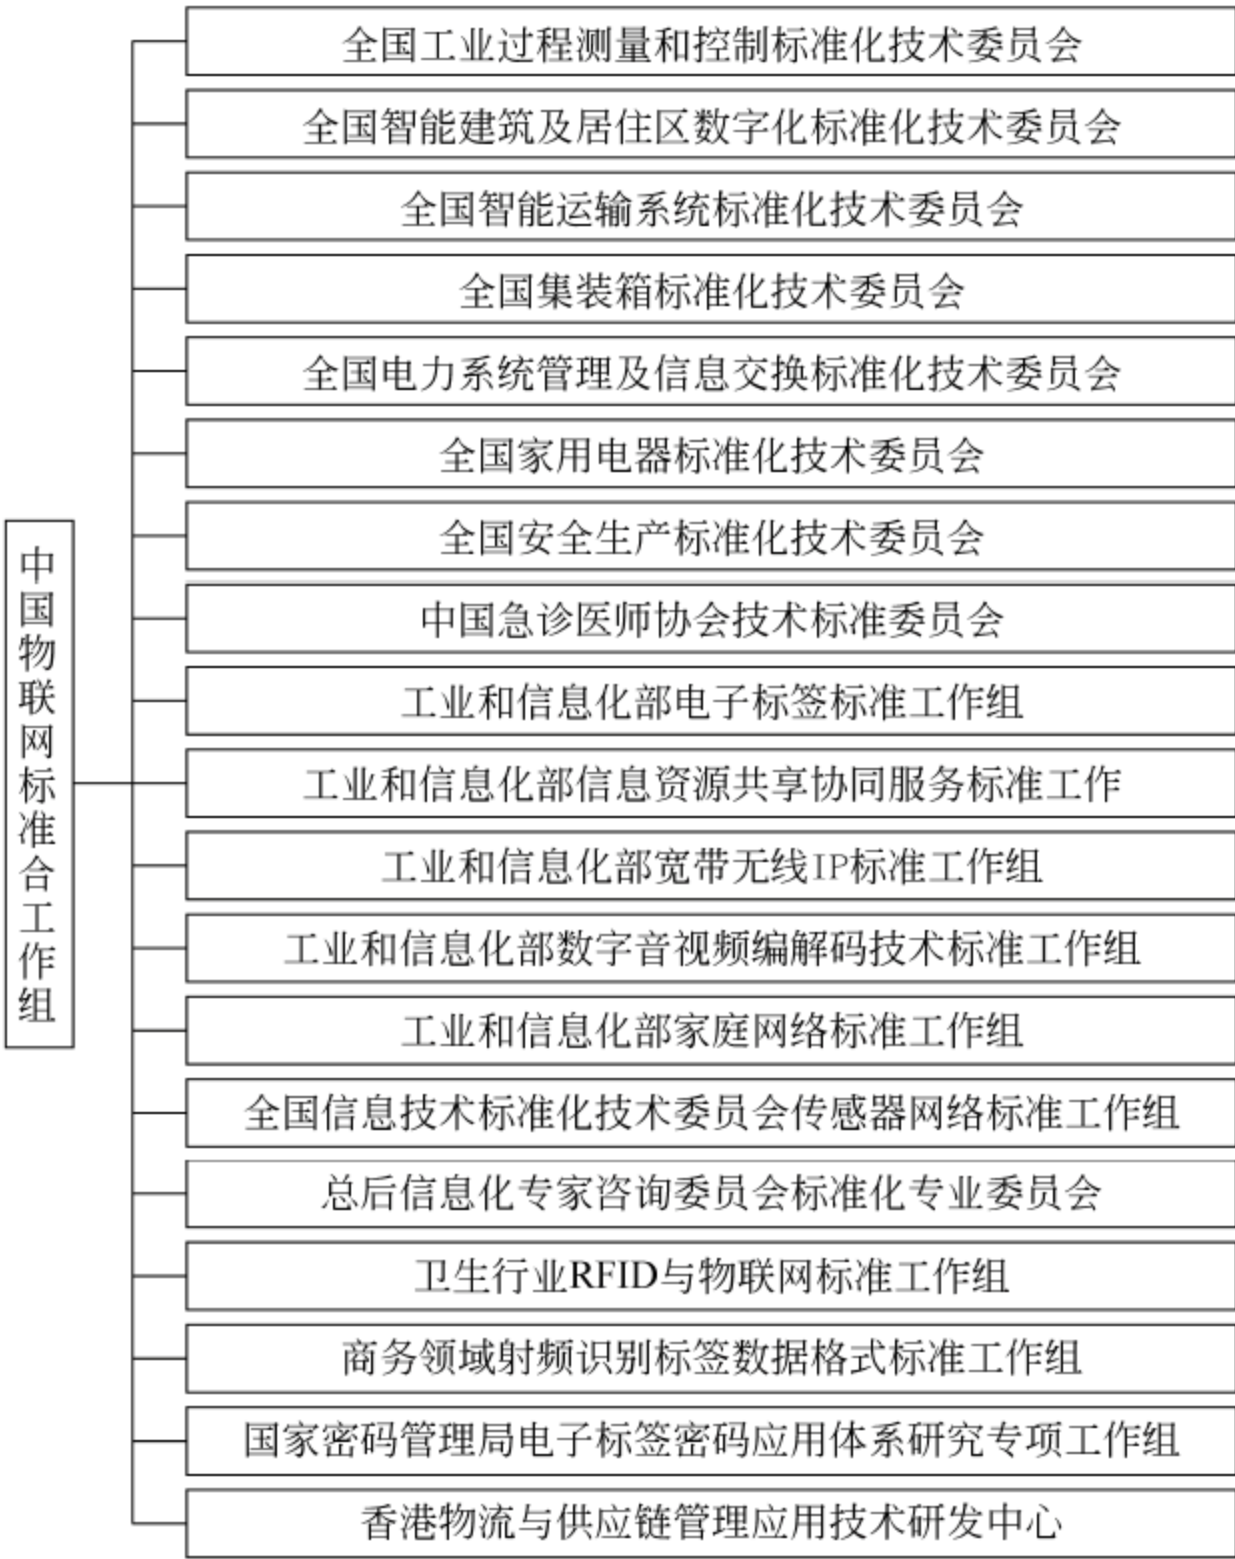 全国工业过程测量和控制标准化技术委员会
全国智能建筑及居住区数字化标准化技术委员会
全国智能运输系统标准化技术委员会
全国集装箱标准化技术委员会
全国电力系统管理及信息交换标准化技术委员会
全国家用电器标准化技术委员会
全国安全生产标准化技术委员会
中国急诊医师协会技术标准委员会
工业和信息化部电子标签标准工作组
中国物联网标准合工作组
工业和信息化部信息资源共享协同服务标准工作
工业和信息化部宽带无线IP标准工作组
工业和信息化部数字音视频编解码技术标准工作组
工业和信息化部家庭网络标准工作组
全国信息技术标准化技术委员会传感器网络标准工作组
总后信息化专家咨询委员会标准化专业委员会
卫生行业RFID与物联网标准工作组
商务领域射频识别标签数据格式标准工作组
国家密码管理局电子标签密码应用体系研究专项工作组
香港物流与供应链管理应用技术研发中心